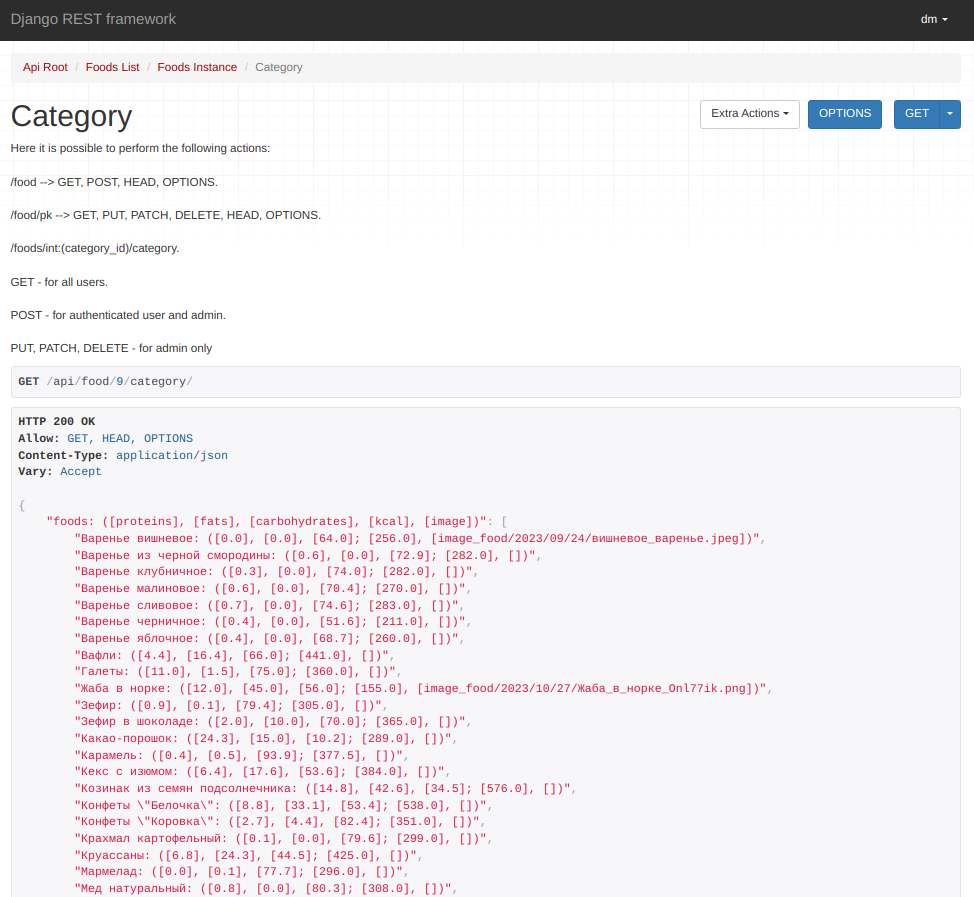 Django REST framework
dm
Api Root / Foods List / Foods Instance / Category
Category
Extra Actions
OPTIONS
GET
Here it is possible to perform the following actions:
/food --> GET, POST, HEAD, OPTIONS.
/food/pk --> GET, PUT, PATCH, DELETE, HEAD, OPTIONS.
/foods/int:(category_id)/category.
GET - for all users.
POST - for authenticated user and admin.
PUT, PATCH, DELETE - for admin only
GET /api/food/9/category/
HTTP 200 OK
Allow: GET, HEAD, OPTIONS
Content-Type: application/json
Vary: Accept
{
"foods: ([proteins], [fats], [carbohydrates], [kcal], [image])": [
"Варенье вишневое: ([0.0], [0.0], [64.0]; [256.0], [image_food/2023/09/24/вишневое_варенье.jpeg])",
"Варенье из черной смородины: ([0.6], [0.0], [72.9]; [282.0], [])",
"Варенье клубничное: ([0.3], [0.0], [74.0]; [282.0], [])",
"Варенье малиновое: ([0.6], [0.0], [70.4]; [270.0], [])",
"Варенье сливовое: ([0.7], [0.0], [74.6]; [283.0], [])",
"Варенье черничное: ([0.4], [0.0], [51.6]; [211.0], [])",
"Варенье яблочное: ([0.4], [0.0], [68.7]; [260.0], [])",
"Вафли: ([4.4], [16.4], [66.0]; [441.0], [])",
"Галеты: ([11.0], [1.5], [75.0]; [360.0], [])",
"Жаба в норке: ([12.0], [45.0], [56.0]; [155.0], [image_food/2023/10/27/Жаба_в_норке_Onl77ik.png])",
"Зефир: ([0.9], [0.1], [79.4]; [305.0], [])",
"Зефир в шоколаде: ([2.0], [10.0], [70.0]; [365.0], [])",
"Какао-порошок: ([24.3], [15.0], [10.2]; [289.0], [])",
"Карамель: ([0.4], [0.5], [93.9]; [377.5], [])",
"Кекс с изюмом: ([6.4], [17.6], [53.6]; [384.0], [])",
"Козинак из семян подсолнечника: ([14.8], [42.6], [34.5]; [576.0], [])",
"Конфеты \"Белочка\": ([8.8], [33.1], [53.4]; [538.0], [])",
"Конфеты \"Коровка\": ([2.7], [4.4], [82.4]; [351.0], [])",
"Крахмал картофельный: ([0.1], [0.0], [79.6]; [299.0], [])",
"Круассаны: ([6.8], [24.3], [44.5]; [425.0], [])",
"Мармелад: ([0.0], [0.1], [77.7]; [296.0], [])",
"Мед натуральный: ([0.8], [0.0], [80.3]; [308.0], [])",